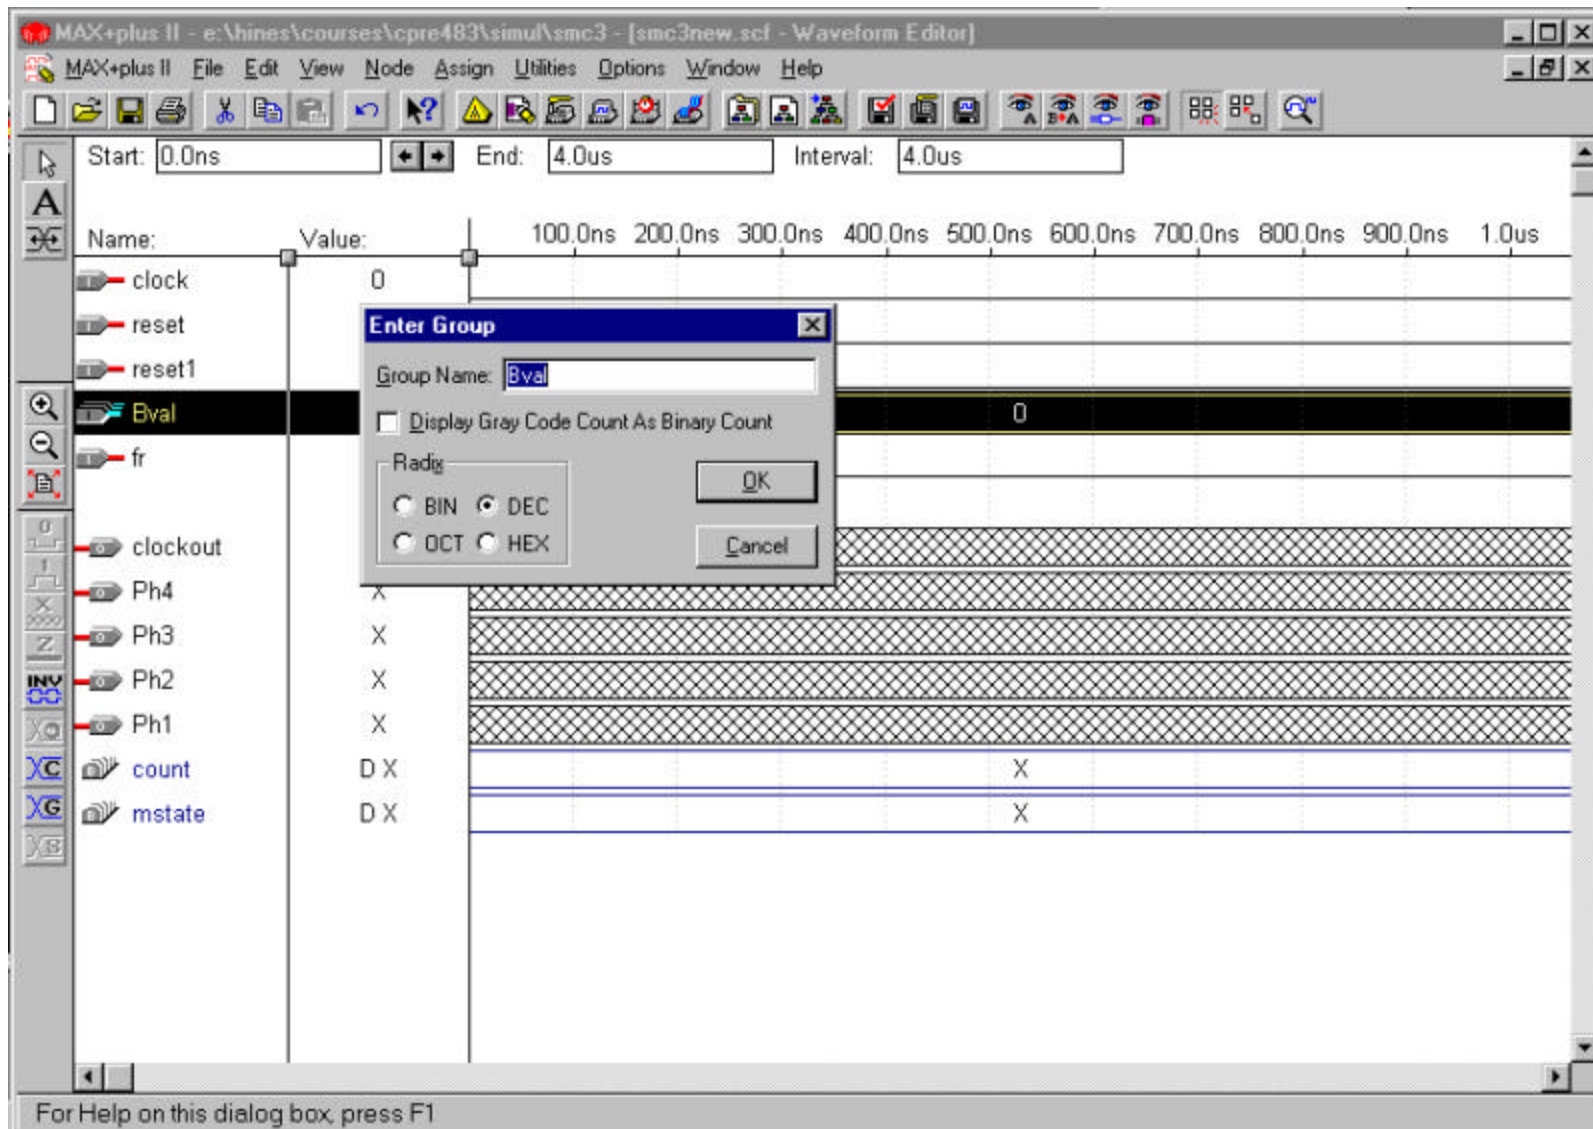 MAX+plus II - e:\hines\courses\cpre483\simul\smc3 - [smc3new.scf - Waveform Editor]
MAX+plus II File Edit View Node Assign Utilities Options Window Help
Start: 0.0ns End: 4.0us Interval: 4.0us
Name: Value: 100.0ns 200.0ns 300.0ns 400.0ns 500.0ns 600.0ns 700.0ns 800.0ns 900.0ns 1.0us
clock 0
reset
reset1
Bval 0
fr
Enter Group
Group Name: Bval
Display Gray Code Count As Binary Count
Radix
BIN DEC
OCT HEX
OK
Cancel
clockout
Ph4 X
Ph3 X
Ph2 X
Ph1 X
count D X X
mstate D X X
A
0
1
X
Z
INV
C
G
For Help on this dialog box, press F1